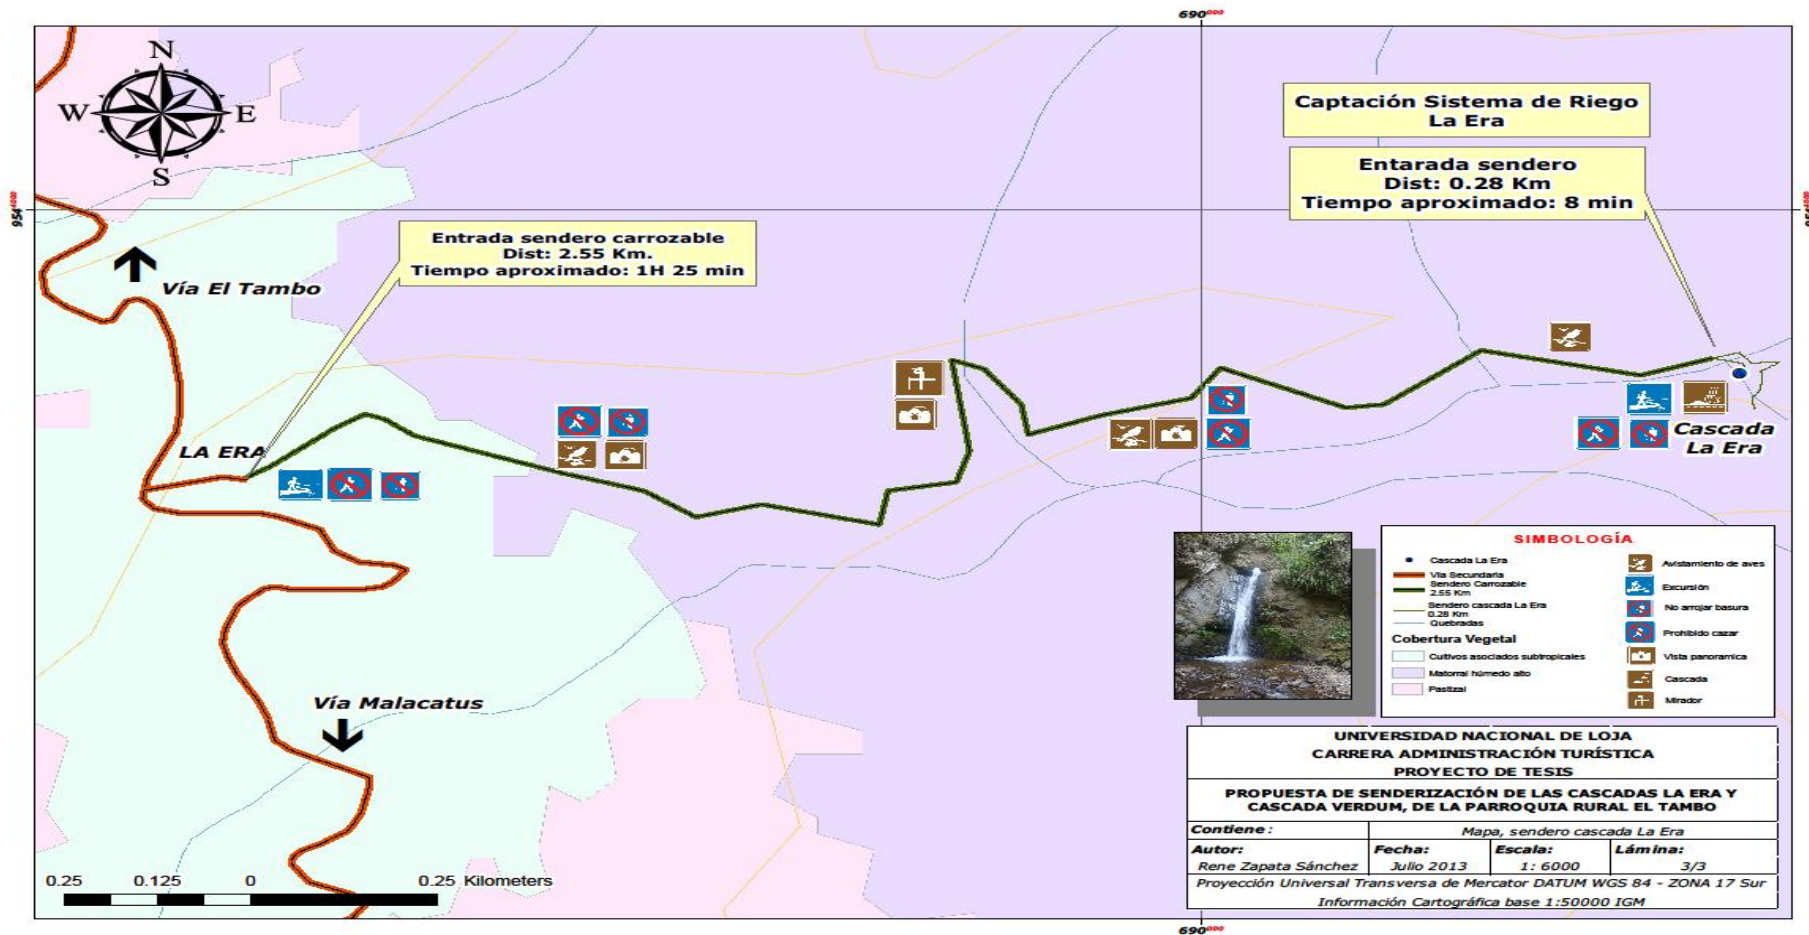 690000
N
W
E
S
Captación Sistema de Riego
La Era
Entarada sendero
Dist: 0.28 Km
Tiempo aproximado: 8 min
9544000
9544000
Entrada sendero carrozable
Dist: 2.55 Km.
Tiempo aproximado: 1H 25 min
Vía El Tambo
LA ERA
Cascada
La Era
Vía Malacatus
SIMBOLOGÍA
Cascada La Era
Vía Secundaria
Sendero Carrozable
2.55 Km
Sendero cascada La Era
0.28 Km
Quebradas
Cobertura Vegetal
Cultivos asociados subtropicales
Matorral húmedo alto
Pastizal
Avistamiento de aves
Excursión
No arrojar basura
Prohibido cazar
Vista panoramica
Cascada
Mirador
UNIVERSIDAD NACIONAL DE LOJA
CARRERA ADMINISTRACIÓN TURÍSTICA
PROYECTO DE TESIS
PROPUESTA DE SENDERIZACIÓN DE LAS CASCADAS LA ERA Y
CASCADA VERDUM, DE LA PARROQUIA RURAL EL TAMBO
Contiene: Mapa, sendero cascada La Era
Autor: Fecha: Escala: Lámina:
Rene Zapata Sánchez Julio 2013 1: 6000 3/3
Proyección Universal Transversa de Mercator DATUM WGS 84 - ZONA 17 Sur
Información Cartográfica base 1:50000 IGM
0.25 0.125 0 0.25 Kilometers
690000